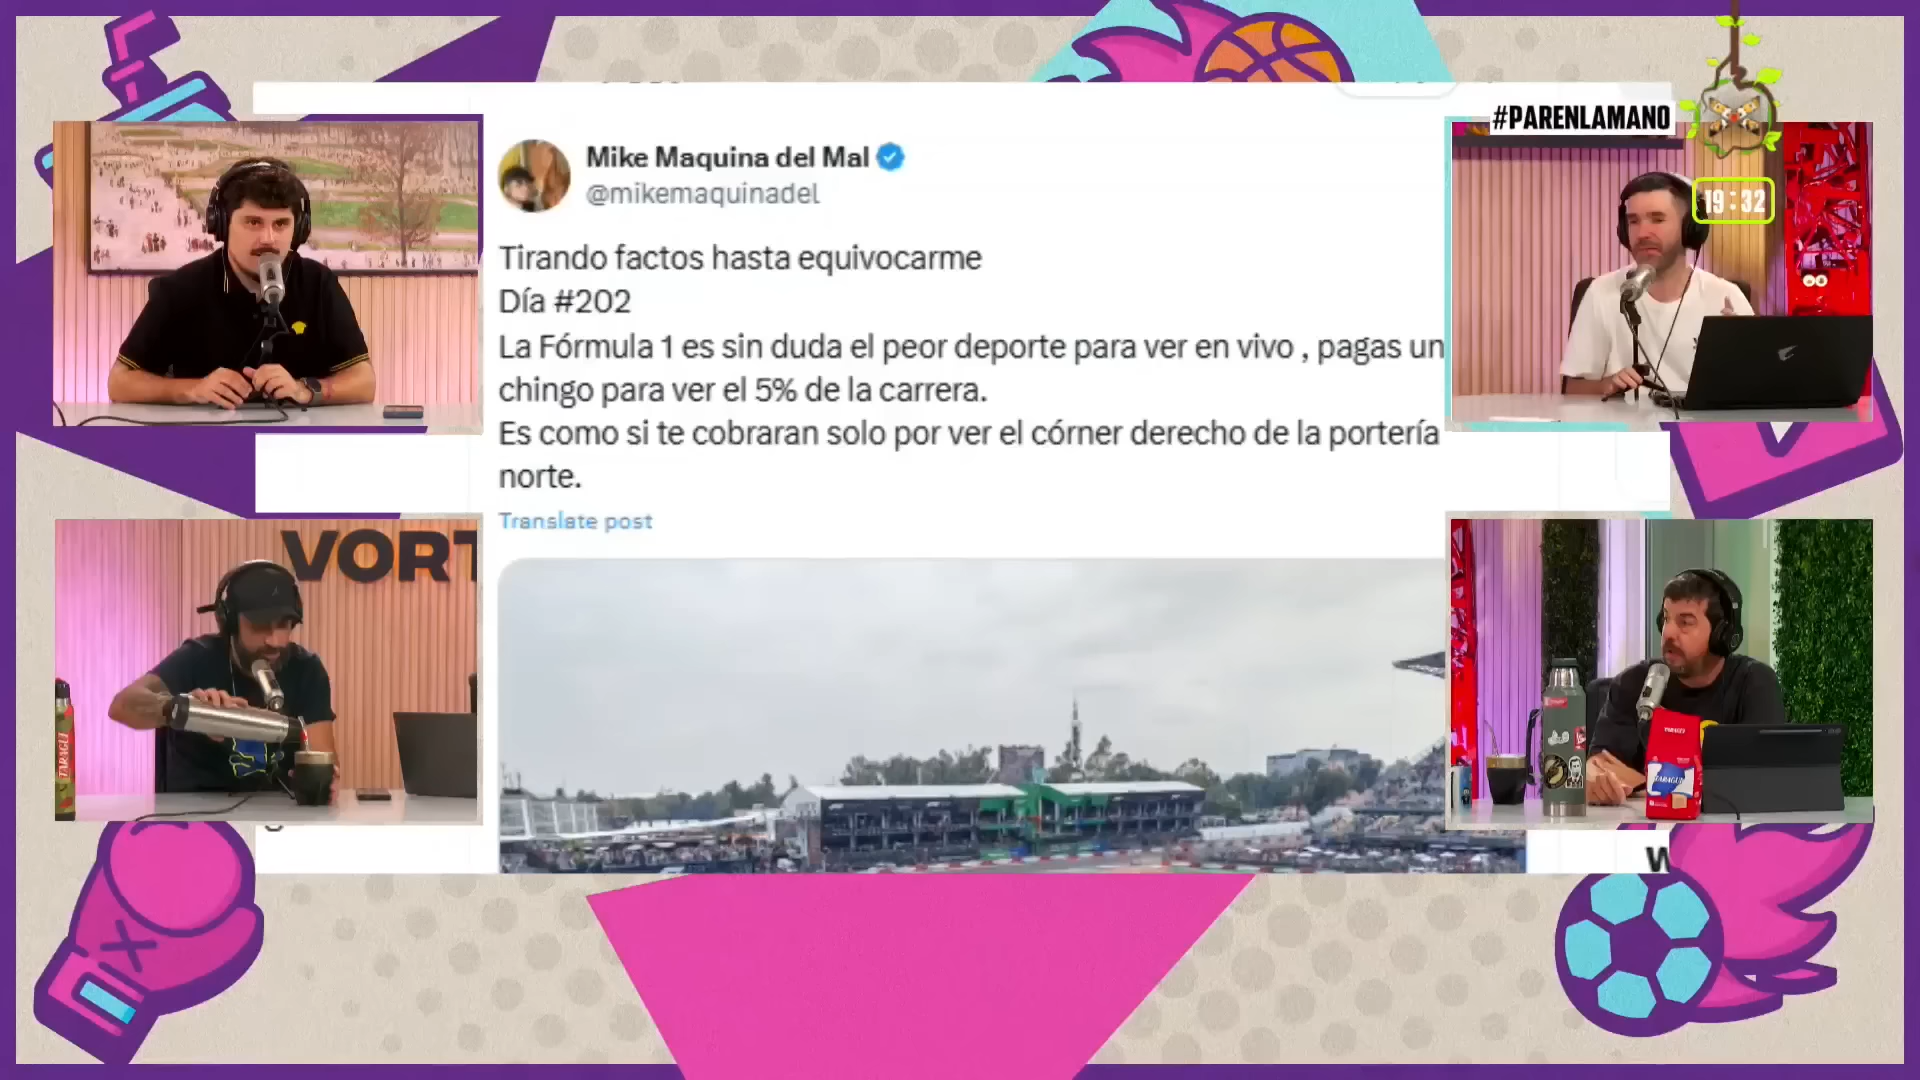 #PARENLAMANO
19:32
Mike Maquina del Mal
@mikemaquinadel
Tirando factos hasta equivocarme
Día #202
La Fórmula 1 es sin duda el peor deporte para ver en vivo , pagas un
chingo para ver el 5% de la carrera.
Es como si te cobraran solo por ver el córner derecho de la portería
norte.
Translate post
VORT
TARAGÜI
TARAGÜI
W